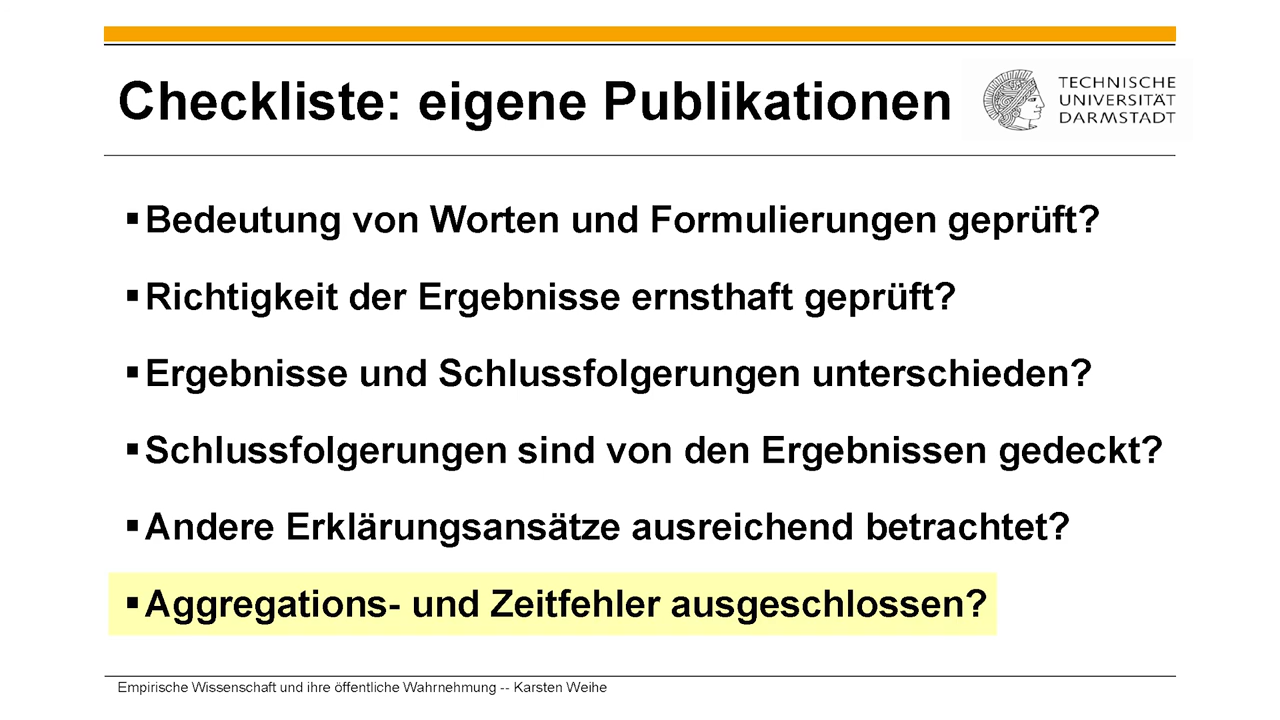 Checkliste: eigene Publikationen
TECHNISCHE
UNIVERSITÄT
DARMSTADT
▪ Bedeutung von Worten und Formulierungen geprüft?
▪ Richtigkeit der Ergebnisse ernsthaft geprüft?
▪ Ergebnisse und Schlussfolgerungen unterschieden?
▪ Schlussfolgerungen sind von den Ergebnissen gedeckt?
▪ Andere Erklärungsansätze ausreichend betrachtet?
▪ Aggregations- und Zeitfehler ausgeschlossen?
Empirische Wissenschaft und ihre öffentliche Wahrnehmung -- Karsten Weihe